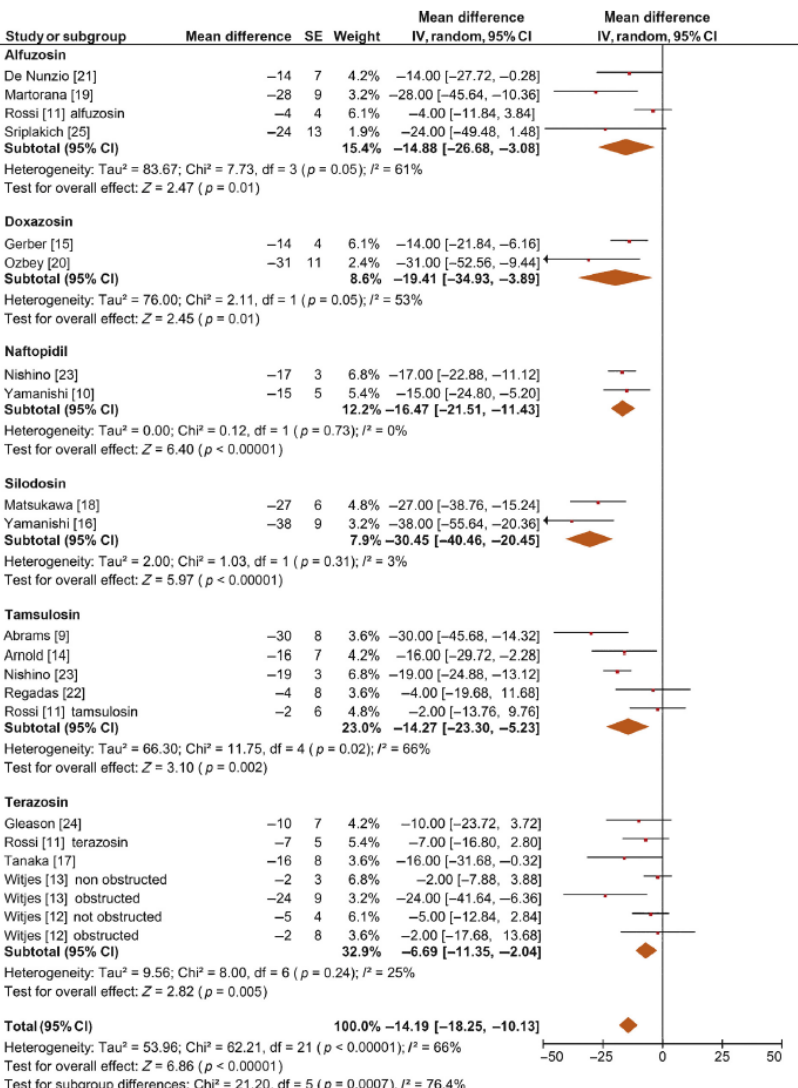 Mean difference Mean difference
Study or subgroup Mean difference SE Weight IV, random, 95% CI IV, random, 95% CI
Alfuzosin
De Nunzio [21] –14 7 4.2% –14.00 [–27.72, –0.28]
Martorana [19] –28 9 3.2% –28.00 [–45.64, –10.36]
Rossi [11] alfuzosin –4 4 6.1% –4.00 [–11.84, 3.84]
Sriplakich [25] –24 13 1.9% –24.00 [–49.48, 1.48]
Subtotal (95% CI) 15.4% –14.88 [–26.68, –3.08]
Heterogeneity: Tau² = 83.67; Chi² = 7.73, df = 3 (p = 0.05); I² = 61%
Test for overall effect: Z = 2.47 (p = 0.01)
Doxazosin
Gerber [15] –14 4 6.1% –14.00 [–21.84, –6.16]
Ozbey [20] –31 11 2.4% –31.00 [–52.56, –9.44]
Subtotal (95% CI) 8.6% –19.41 [–34.93, –3.89]
Heterogeneity: Tau² = 76.00; Chi² = 2.11, df = 1 (p = 0.05); I² = 53%
Test for overall effect: Z = 2.45 (p = 0.01)
Naftopidil
Nishino [23] –17 3 6.8% –17.00 [–22.88, –11.12]
Yamanishi [10] –15 5 5.4% –15.00 [–24.80, –5.20]
Subtotal (95% CI) 12.2% –16.47 [–21.51, –11.43]
Heterogeneity: Tau² = 0.00; Chi² = 0.12, df = 1 (p = 0.73); I² = 0%
Test for overall effect: Z = 6.40 (p < 0.00001)
Silodosin
Matsukawa [18] –27 6 4.8% –27.00 [–38.76, –15.24]
Yamanishi [16] –38 9 3.2% –38.00 [–55.64, –20.36]
Subtotal (95% CI) 7.9% –30.45 [–40.46, –20.45]
Heterogeneity: Tau² = 2.00; Chi² = 1.03, df = 1 (p = 0.31); I² = 3%
Test for overall effect: Z = 5.97 (p < 0.00001)
Tamsulosin
Abrams [9] –30 8 3.6% –30.00 [–45.68, –14.32]
Arnold [14] –16 7 4.2% –16.00 [–29.72, –2.28]
Nishino [23] –19 3 6.8% –19.00 [–24.88, –13.12]
Regadas [22] –4 8 3.6% –4.00 [–19.68, 11.68]
Rossi [11] tamsulosin –2 6 4.8% –2.00 [–13.76, 9.76]
Subtotal (95% CI) 23.0% –14.27 [–23.30, –5.23]
Heterogeneity: Tau² = 66.30; Chi² = 11.75, df = 4 (p = 0.02); I² = 66%
Test for overall effect: Z = 3.10 (p = 0.002)
Terazosin
Gleason [24] –10 7 4.2% –10.00 [–23.72, 3.72]
Rossi [11] terazosin –7 5 5.4% –7.00 [–16.80, 2.80]
Tanaka [17] –16 8 3.6% –16.00 [–31.68, –0.32]
Witjes [13] non obstructed –2 3 6.8% –2.00 [–7.88, 3.88]
Witjes [13] obstructed –24 9 3.2% –24.00 [–41.64, –6.36]
Witjes [12] not obstructed –5 4 6.1% –5.00 [–12.84, 2.84]
Witjes [12] obstructed –2 8 3.6% –2.00 [–17.68, 13.68]
Subtotal (95% CI) 32.9% –6.69 [–11.35, –2.04]
Heterogeneity: Tau² = 9.56; Chi² = 8.00, df = 6 (p = 0.24); I² = 25%
Test for overall effect: Z = 2.82 (p = 0.005)
Total (95% CI) 100.0% –14.19 [–18.25, –10.13]
Heterogeneity: Tau² = 53.96; Chi² = 62.21, df = 21 (p < 0.00001); I² = 66%
–50 –25 0 25 50
Test for overall effect: Z = 6.86 (p < 0.00001)
Test for subgroup differences: Chi² = 21.20, df = 5 (p = 0.0007), I² = 76.4%